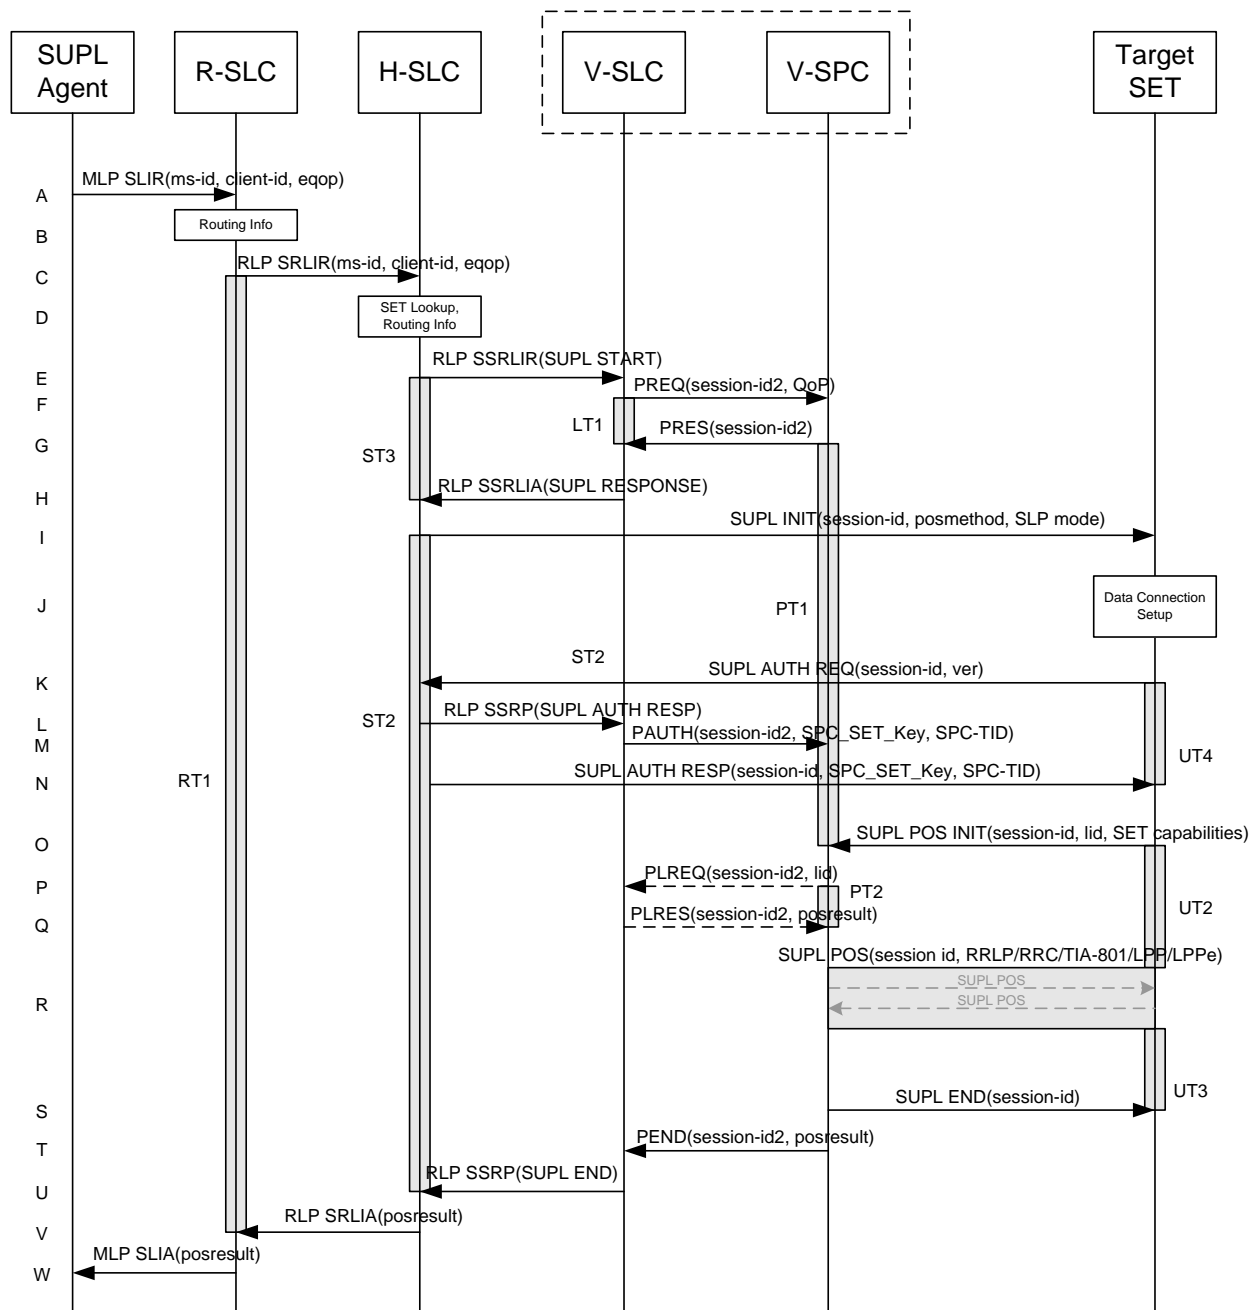 SUPL
Agent
R-SLC
H-SLC
V-SLC
V-SPC
Target
SET
A
MLP SLIR(ms-id, client-id, eqop)
B
Routing Info
C
RLP SRLIR(ms-id, client-id, eqop)
D
SET Lookup,
Routing Info
E
RLP SSRLIR(SUPL START)
F
PREQ(session-id2, QoP)
LT1
G
PRES(session-id2)
ST3
H
RLP SSRLIA(SUPL RESPONSE)
I
SUPL INIT(session-id, posmethod, SLP mode)
J
PT1
Data Connection
Setup
ST2
K
SUPL AUTH REQ(session-id, ver)
L
ST2
RLP SSRP(SUPL AUTH RESP)
M
PAUTH(session-id2, SPC_SET_Key, SPC-TID)
UT4
N
RT1
SUPL AUTH RESP(session-id, SPC_SET_Key, SPC-TID)
O
SUPL POS INIT(session-id, lid, SET capabilities)
P
PLREQ(session-id2, lid)
PT2
UT2
Q
PLRES(session-id2, posresult)
SUPL POS(session id, RRLP/RRC/TIA-801/LPP/LPPe)
SUPL POS
R
SUPL POS
UT3
S
SUPL END(session-id)
T
PEND(session-id2, posresult)
U
RLP SSRP(SUPL END)
V
RLP SRLIA(posresult)
W
MLP SLIA(posresult)